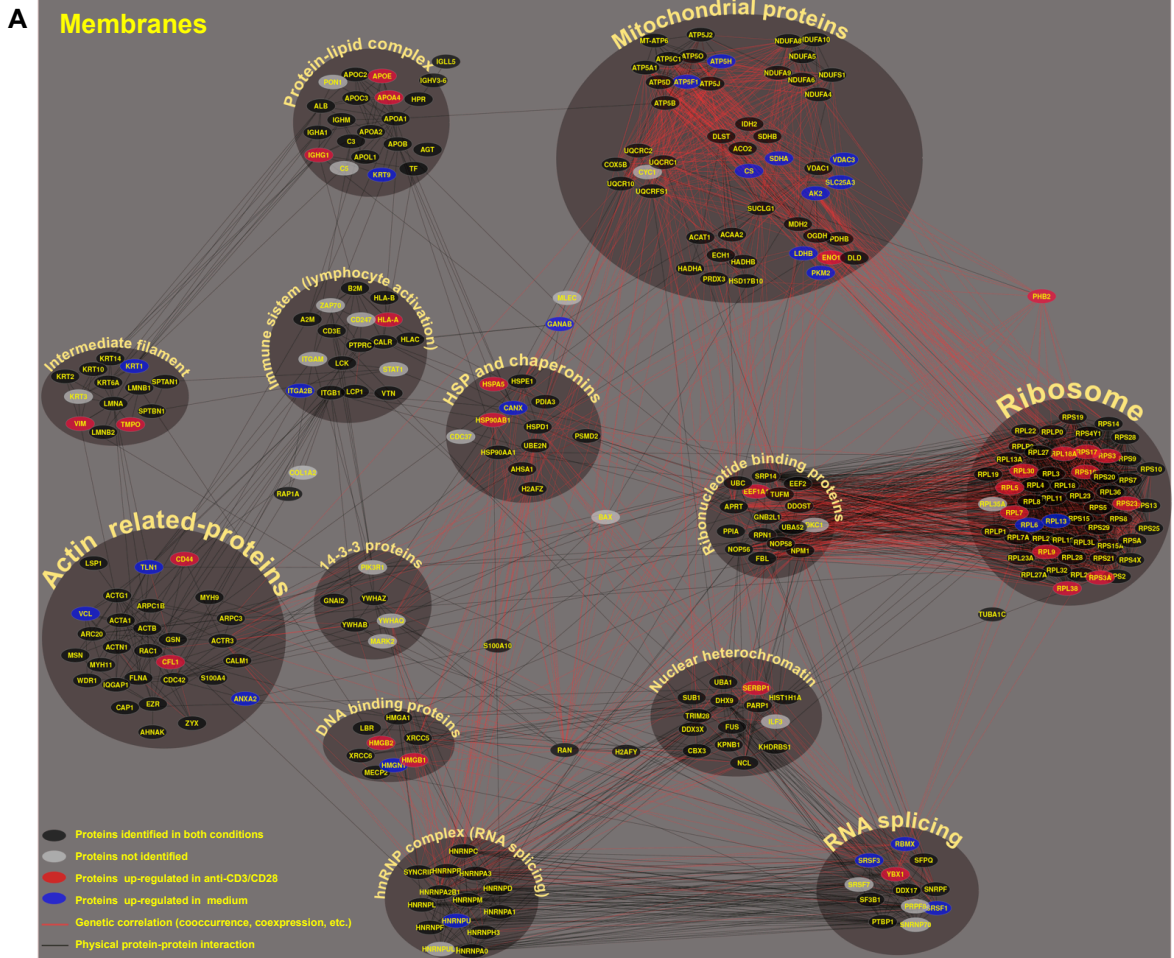 A
Membranes
Protein-lipid complex
IGLL5
IGHV3-6
APOC2
APOE
PON1
APOC3
APOA4
HPR
ALB
IGHM
APOA1
IGHA1
APOA2
C3
APOB
AGT
IGHG1
APOL1
C5
KRT9
TF
Mitochondrial proteins
MT-ATP6
ATP5J2
ATP5C1
ATP5O
ATP5H
ATP5A1
ATP5D
ATP5F1
ATP5J
ATP5B
NDUFA8
NDUFA10
NDUFA5
NDUFA9
NDUFA6
NDUFS1
NDUFA4
IDH2
DLST
SDHB
ACO2
SDHA
CS
UQCRC2
COX5B
UQCRC1
CYC1
UQCR10
UQCRFS1
VDAC3
VDAC1
SLC25A3
AK2
SUCLG1
MDH2
OGDH
PDHB
LDHB
ENO1
DLD
PKM2
ACAT1
ACAA2
ECH1
HADHA
HADHB
PRDX3
HSD17B10
Immune sistem (lymphocyte activation)
B2M
HLA-B
ZAP70
A2M
CD247
HLA-A
CD3E
PTPRC
CALR
HLAC
ITGAM
LCK
STAT1
ITGA2B
ITGB1
LCP1
VTN
MLEC
GANAB
PHB2
Intermediate filament
KRT14
KRT10
KRT1
KRT2
KRT6A
LMNB1
SPTAN1
KRT3
LMNA
SPTBN1
VIM
TMPO
LMNB2
HSP and chaperonins
HSPA5
HSPE1
CANX
PDIA3
HSP90AB1
HSPD1
CDC37
UBE2N
PSMD2
HSP90AA1
AHSA1
H2AFZ
COL1A2
RAP1A
BAX
Ribosome
RPS19
RPL22
RPLP0
RPS4Y1
RPS14
RPS28
RPL27
RPL18A
RPS17
RPS3
RPS9
RPL13A
RPS10
RPL19
RPL30
RPL3
RPS20
RPS7
RPL5
RPL4
RPL18
RPL36
RPL35A
RPL8
RPL11
RPL23
RPS5
RPS23
RPS13
RPL7
RPL6
RPL13
RPS15
RPS8
RPS29
RPS25
RPLP1
RPL7A
RPS15A
RPSA
RPL9
RPL23A
RPL28
RPS21
RPS4X
RPL27A
RPL32
RPS3A
RPS2
RPL38
TUBA1C
Ribonucleotide binding proteins
SRP14
UBC
EEF2
TUFM
APRT
DDOST
GNB2L1
UBA52
DKC1
PPIA
RPN1
NOP58
NOP56
NPM1
FBL
Actin related-proteins
LSP1
TLN1
CD44
ACTG1
ARPC1B
MYH9
VCL
ACTA1
ARPC3
ARC20
ACTB
GSN
ACTR3
MSN
ACTN1
RAC1
CFL1
CALM1
MYH11
WDR1
IQGAP1
FLNA
CDC42
S100A4
EZR
ANXA2
CAP1
ZYX
AHNAK
14-3-3 proteins
PIK3R1
GNAI2
YWHAZ
YWHAB
YWHAQ
MARK2
S100A10
DNA binding proteins
HMGA1
LBR
HMGB2
XRCC5
XRCC6
HMGN1
HMGB1
MECP2
RAN
H2AFY
Nuclear heterochromatin
UBA1
SERBP1
SUB1
DHX9
HIST1H1A
PARP1
TRIM28
ILF3
DDX3X
FUS
KPNB1
KHDRBS1
CBX3
NCL
hnRNP complex (RNA splicing)
HNRNPC
SYNCRIP
HNRNPR
HNRNPA3
HNRNPA2B1
HNRNPD
HNRNPL
HNRNPM
HNRNPA1
HNRNPU
HNRNPF
HNRNPH3
HNRNPA0
RNA splicing
RBMX
SRSF3
SFPQ
YBX1
SRSF7
DDX17
SNRPF
SF3B1
PRPF8
SRSF1
PTBP1
SNRNP70
Proteins identified in both conditions
Proteins not identified
Proteins up-regulated in anti-CD3/CD28
Proteins up-regulated in medium
Genetic correlation (cooccurrence, coexpression, etc.)
Physical protein-protein interaction